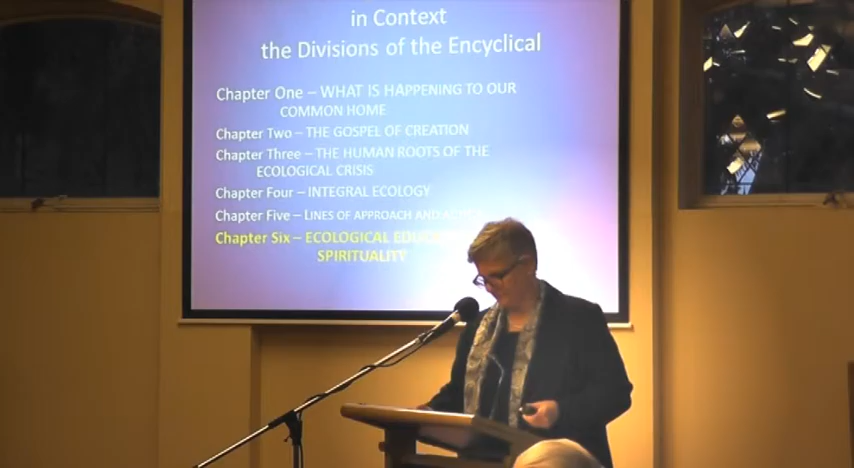 in Context
the Divisions of the Encyclical
Chapter One – WHAT IS HAPPENING TO OUR
COMMON HOME
Chapter Two – THE GOSPEL OF CREATION
Chapter Three – THE HUMAN ROOTS OF THE
ECOLOGICAL CRISIS
Chapter Four – INTEGRAL ECOLOGY
Chapter Five – LINES OF APPROACH AND
Chapter Six – ECOLOGICAL
SPIRITUALITY